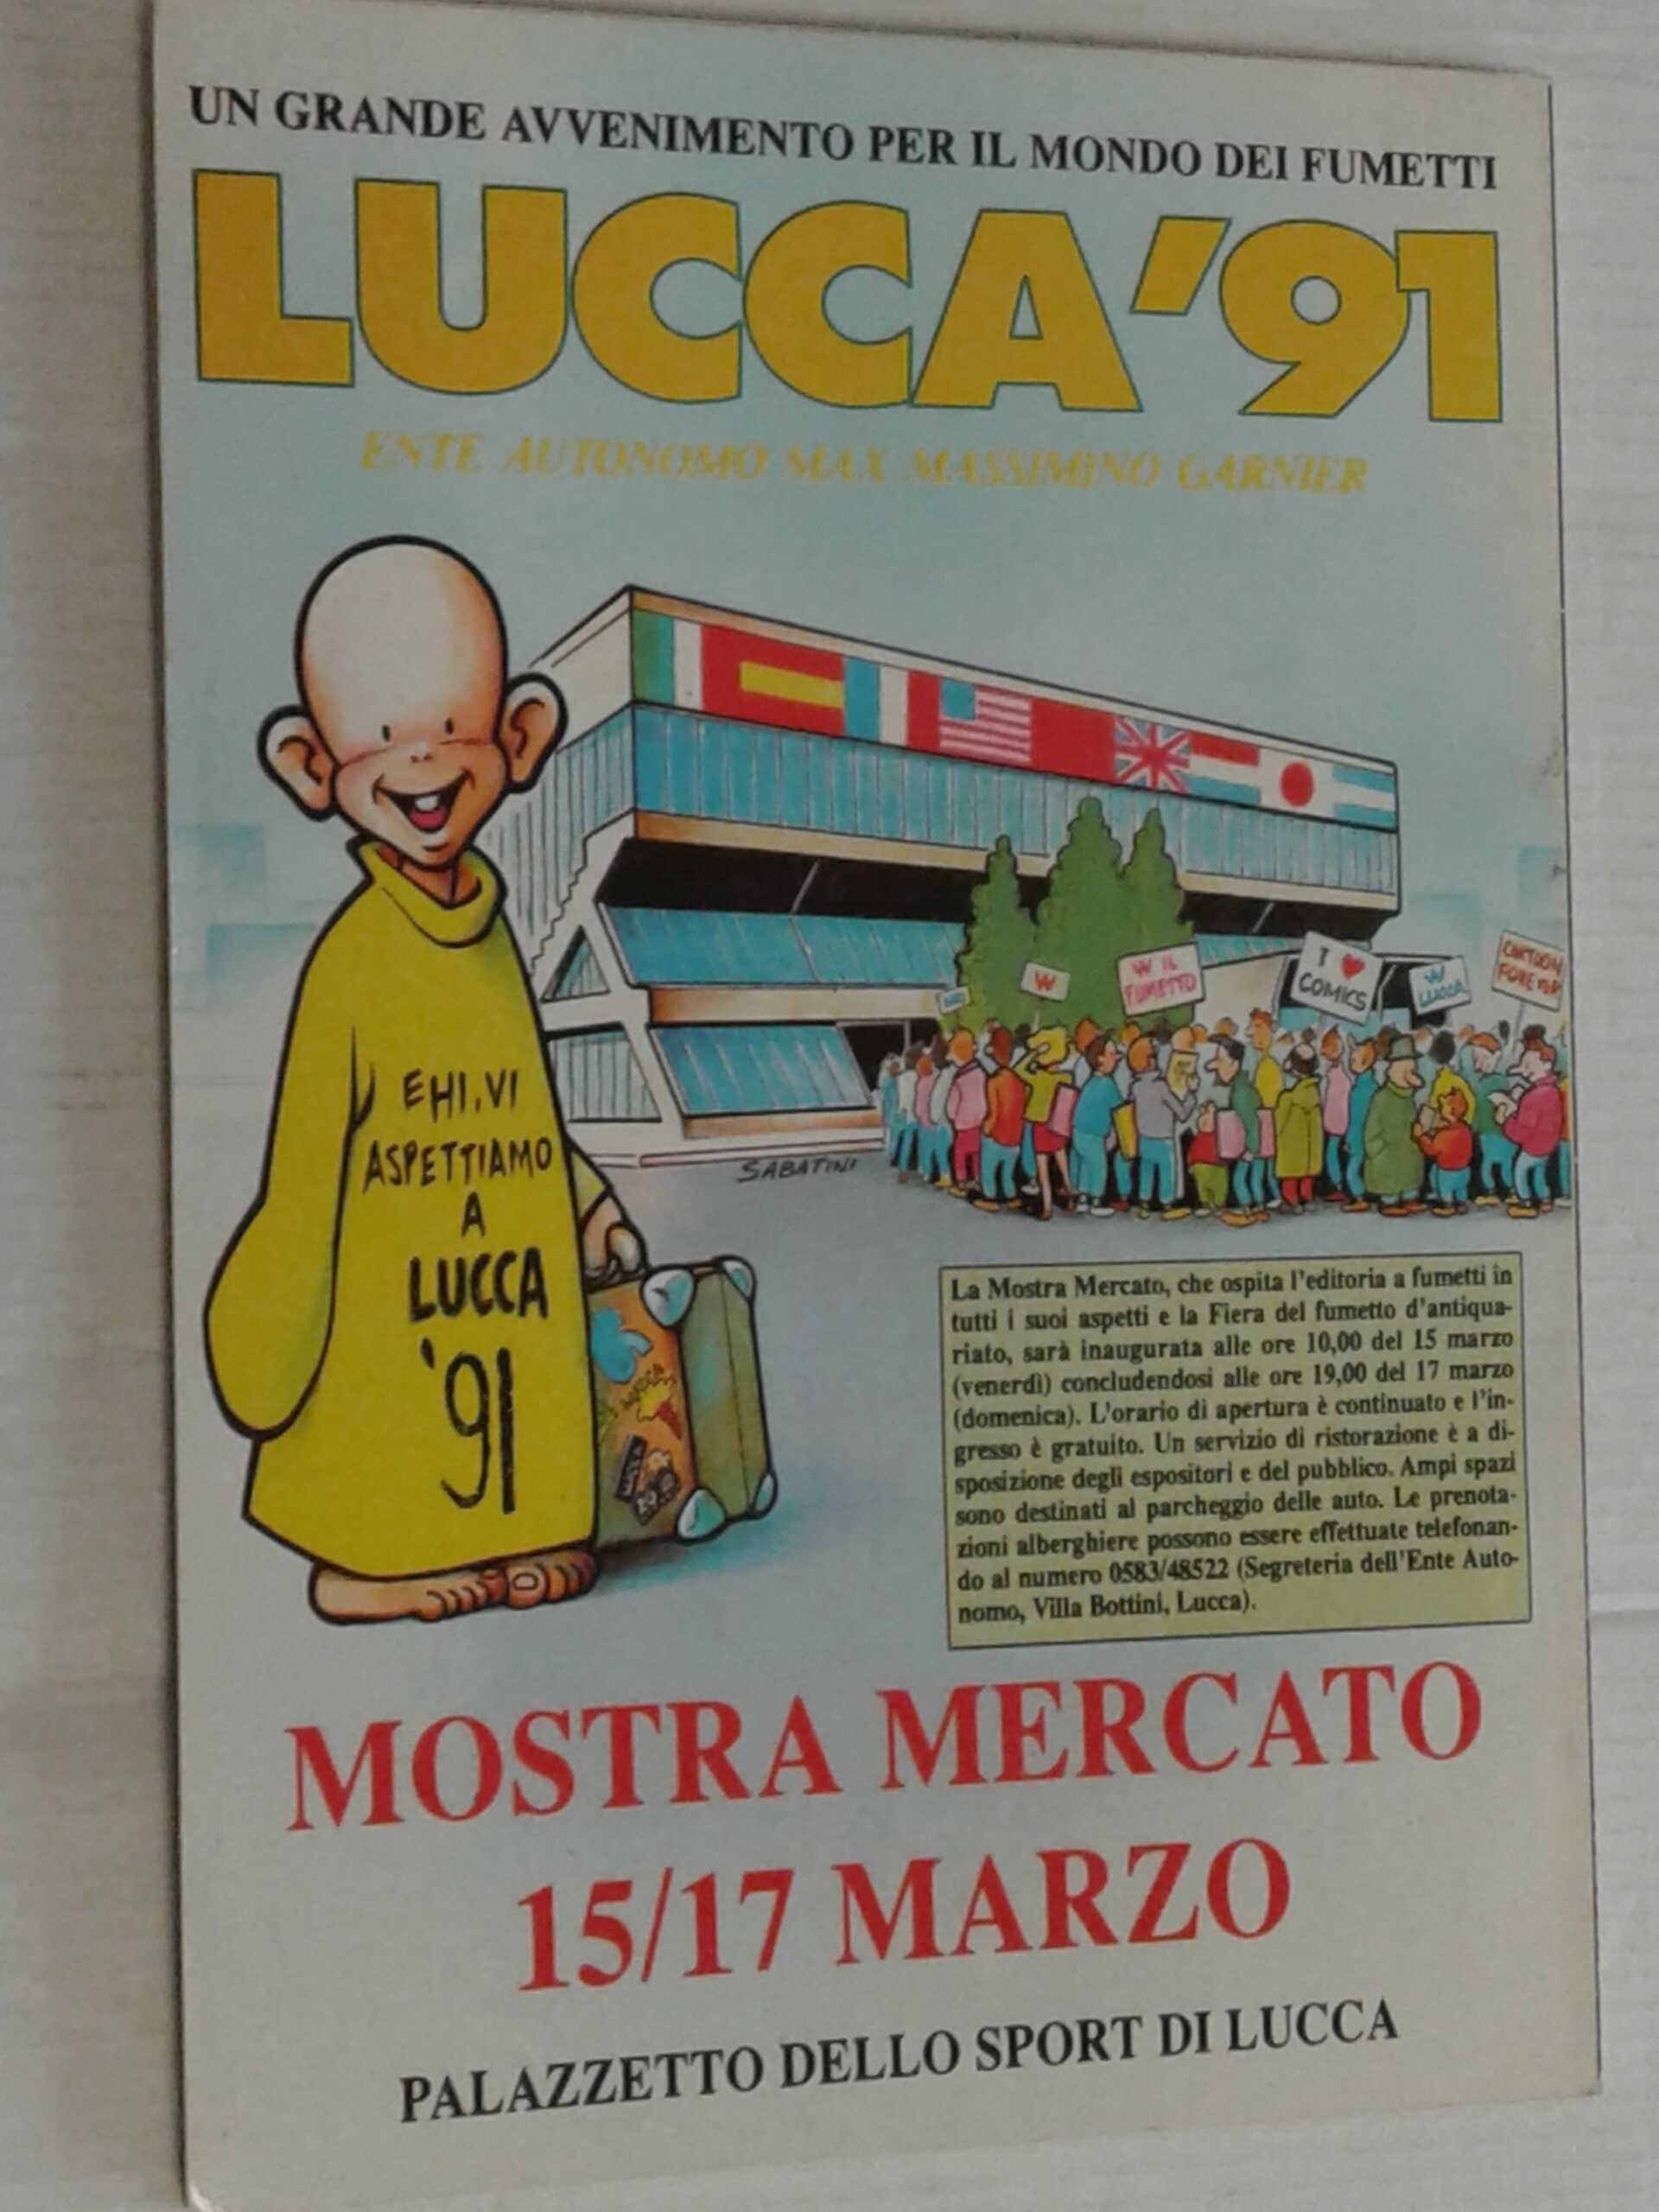 UN GRANDE AVVENIMENTO PER IL MONDO DEI FUMETTI
LUCCA '91
ENTE AUTONOMO MAX MASSIMINO GARNIER
W
W IL
FUMETTO
I ♥
COMICS
W
LUCCA
CARTOON
FOREVER
EHI, VI
ASPETTIAMO
A
LUCCA
'91
SABATINI
LUCCA
La Mostra Mercato, che ospita l'editoria a fumetti in
tutti i suoi aspetti e la Fiera del fumetto d'antiqua-
riato, sarà inaugurata alle ore 10,00 del 15 marzo
(venerdì) concludendosi alle ore 19,00 del 17 marzo
(domenica). L'orario di apertura è continuato e l'in-
gresso è gratuito. Un servizio di ristorazione è a di-
sposizione degli espositori e del pubblico. Ampi spazi
sono destinati al parcheggio delle auto. Le prenota-
zioni alberghiere possono essere effettuate telefonan-
do al numero 0583/48522 (Segreteria dell'Ente Auto-
nomo, Villa Bottini, Lucca).
MOSTRA MERCATO
15/17 MARZO
PALAZZETTO DELLO SPORT DI LUCCA